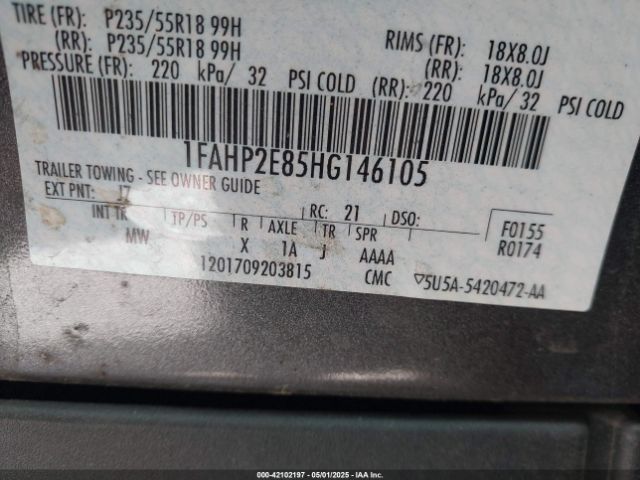 TIRE (FR): P235/55R18 99H RIMS (FR): 18X8.0J
(RR): P235/55R18 99H (RR): 18X8.0J
PRESSURE (FR): 220 kPa/ 32 PSI COLD (RR): 220 kPa/ 32 PSI COLD
1FAHP2E85HG146105
TRAILER TOWING - SEE OWNER GUIDE
EXT PNT: J7 RC: 21 DSO: F0155
INT TR TP/PS R AXLE TR SPR R0174
MW X 1A J AAAA
1201709203815 CMC ▽5U5A-5420472-AA
000-42102197 - 05/01/2025 - IAAI.COM